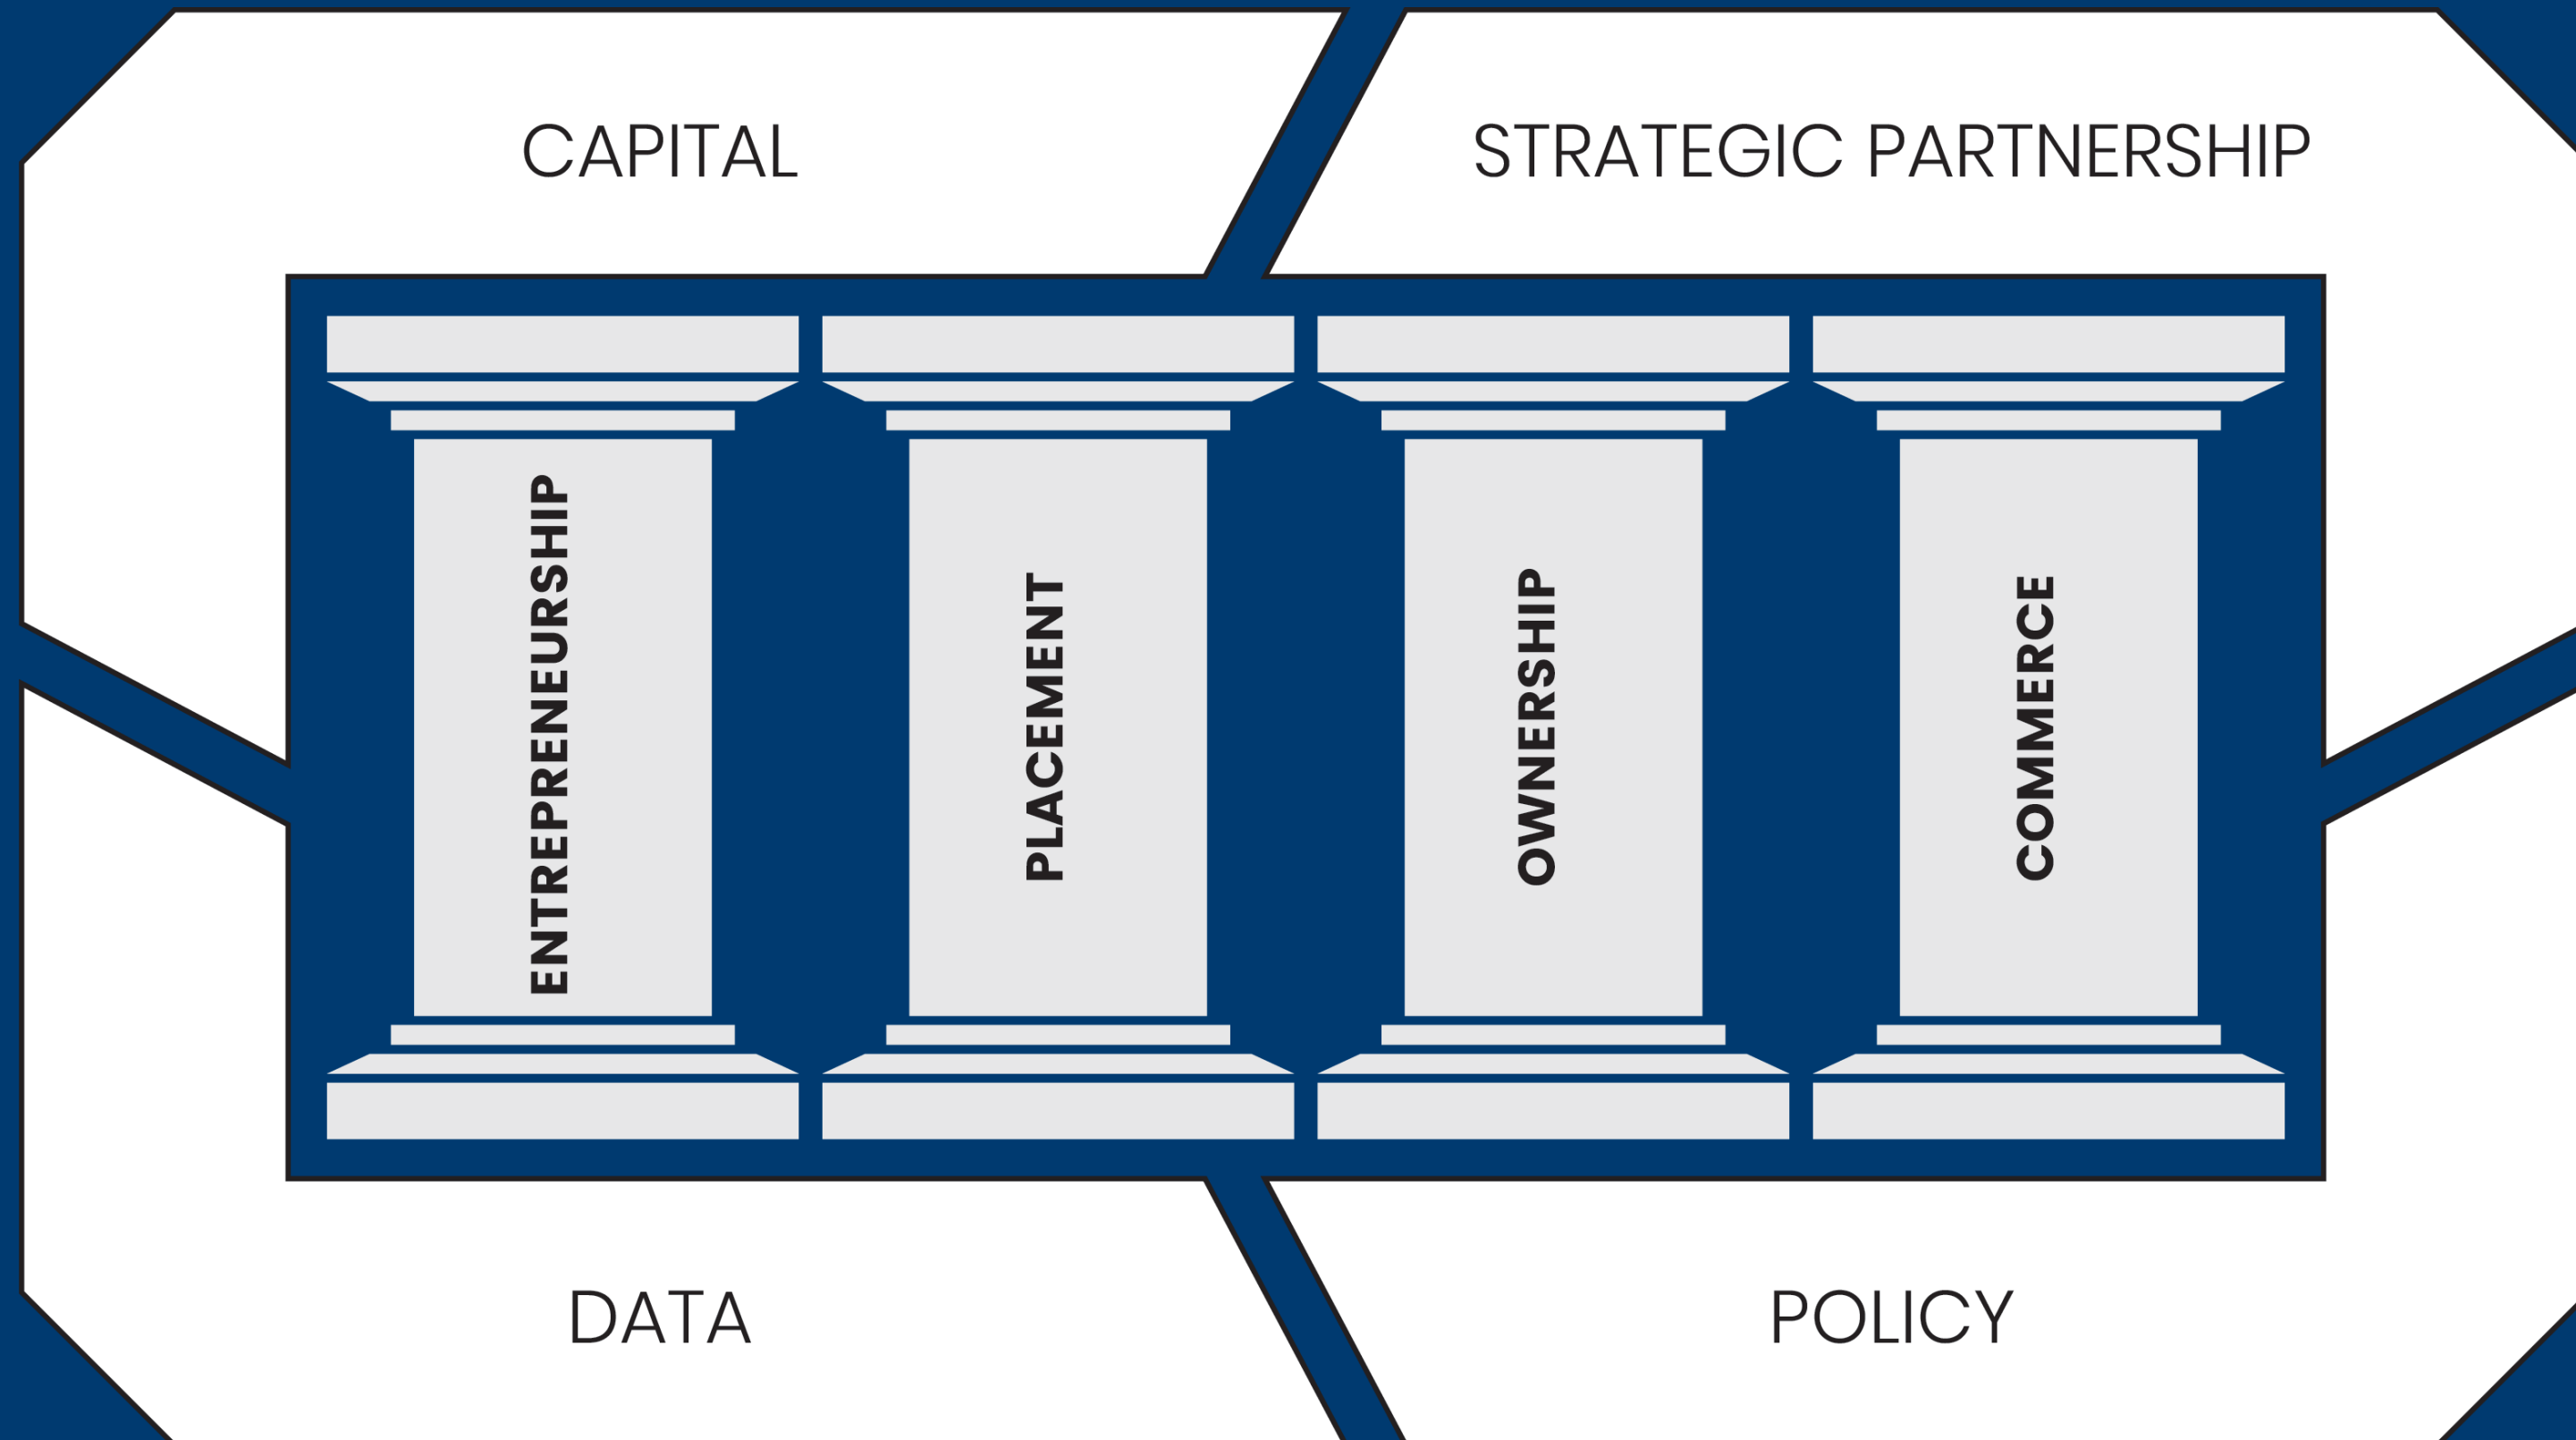 CAPITAL
STRATEGIC PARTNERSHIP
ENTREPRENEURSHIP
PLACEMENT
OWNERSHIP
COMMERCE
DATA
POLICY